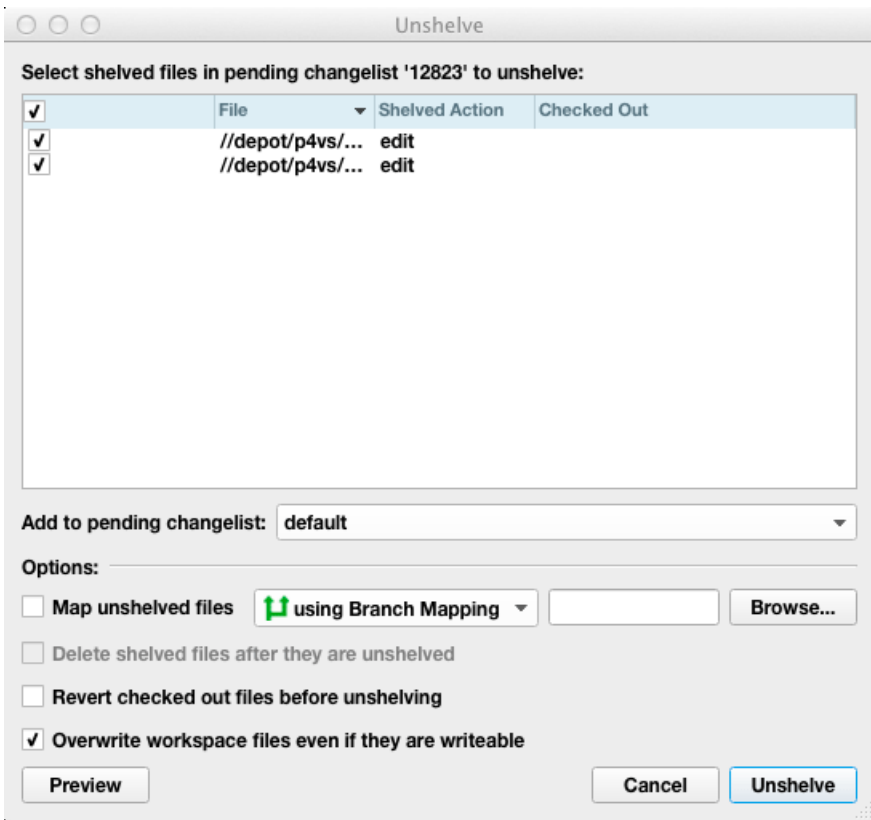 Unshelve
Select shelved files in pending changelist '12823' to unshelve:
File Shelved Action Checked Out
//depot/p4vs/... edit
//depot/p4vs/... edit
Add to pending changelist: default
Options:
Map unshelved files using Branch Mapping Browse...
Delete shelved files after they are unshelved
Revert checked out files before unshelving
Overwrite workspace files even if they are writeable
Preview Cancel Unshelve